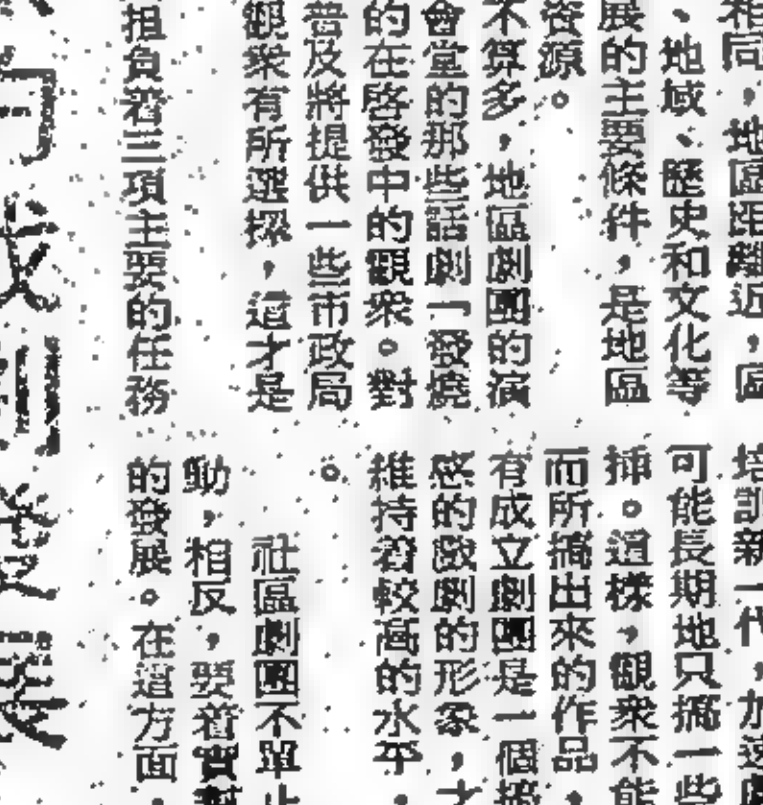 相同，地區距離近，區
、地域、歷史和文化等
展的主要條件，是地區
資源。
不算多，地區劇團的演
會堂的那些話劇「發燒
的在啓發中的觀衆。對
普及將提供一些市政局
觀衆有所選擇，這才是
担負着三項主要的任務
培訓新一代，加速
可能長期地只搞一些
揷。這樣，觀衆不能
而所搞出來的作品，
有成立劇團是一個
感的戲劇的形象，才
維持着較高的水平，
。
社區劇團不單止
動，相反，要着實
的發展。在這方面，
劇發展